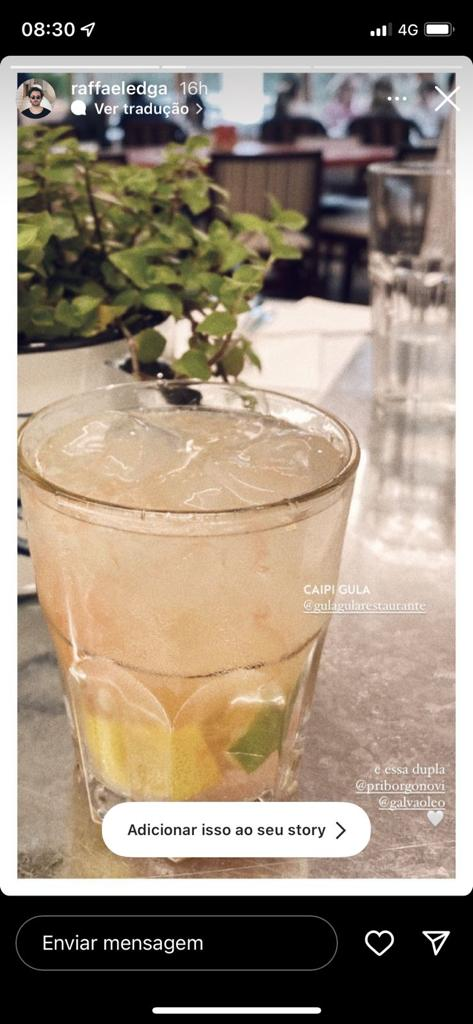 08:30
4G
raffaeledga 16h
Ver tradução
CAIPI GULA
@gulagularestaurante
e essa dupla
@priborgonovi
@galvaoleo
Adicionar isso ao seu story
Enviar mensagem